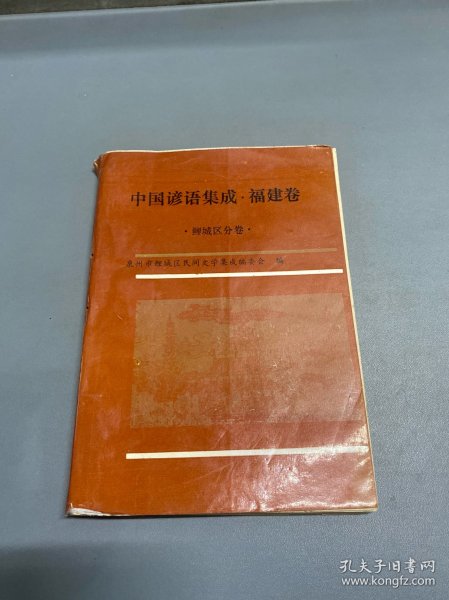 中国谚语集成·福建卷
·鲤城区分卷·
泉州市鲤城区民间文学集成编委会 编
孔夫子旧书网
www.kongfz.com